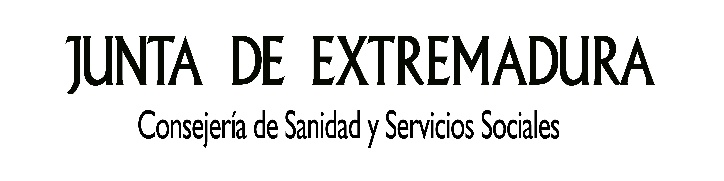 JUNTA DE EXTREMADURA
Consejería de Sanidad y Servicios Sociales